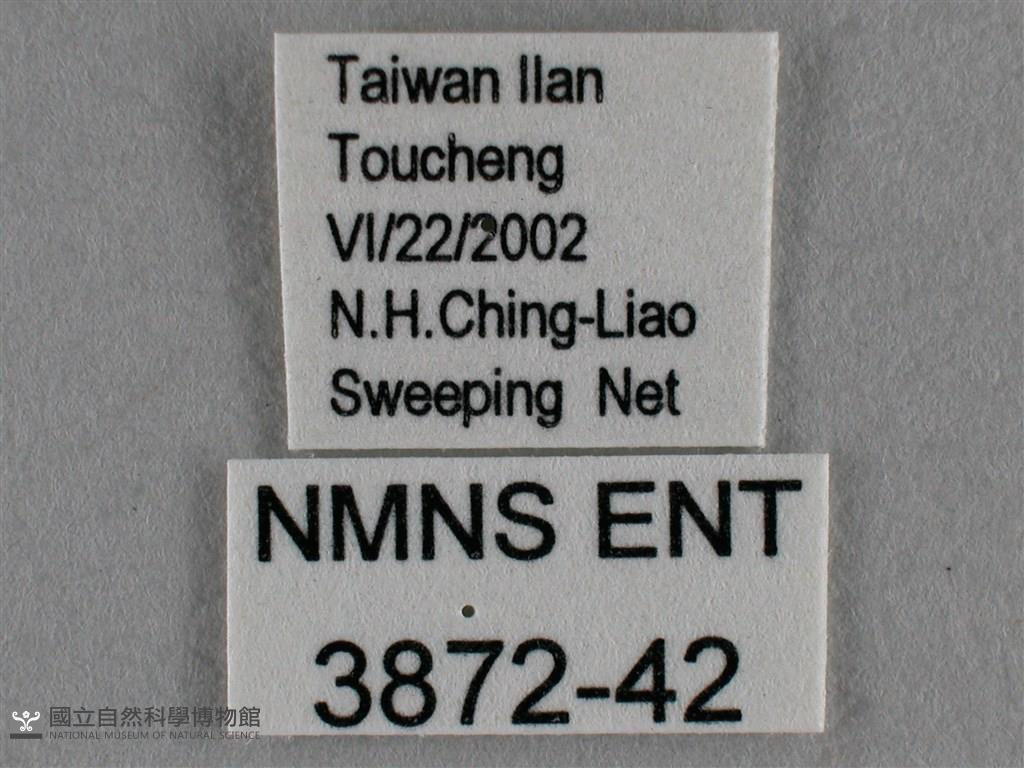 Taiwan Ilan
Toucheng
VI/22/2002
N.H.Ching-Liao
Sweeping Net
NMNS ENT
3872-42
國立自然科學博物館
NATIONAL MUSEUM OF NATURAL SCIENCE